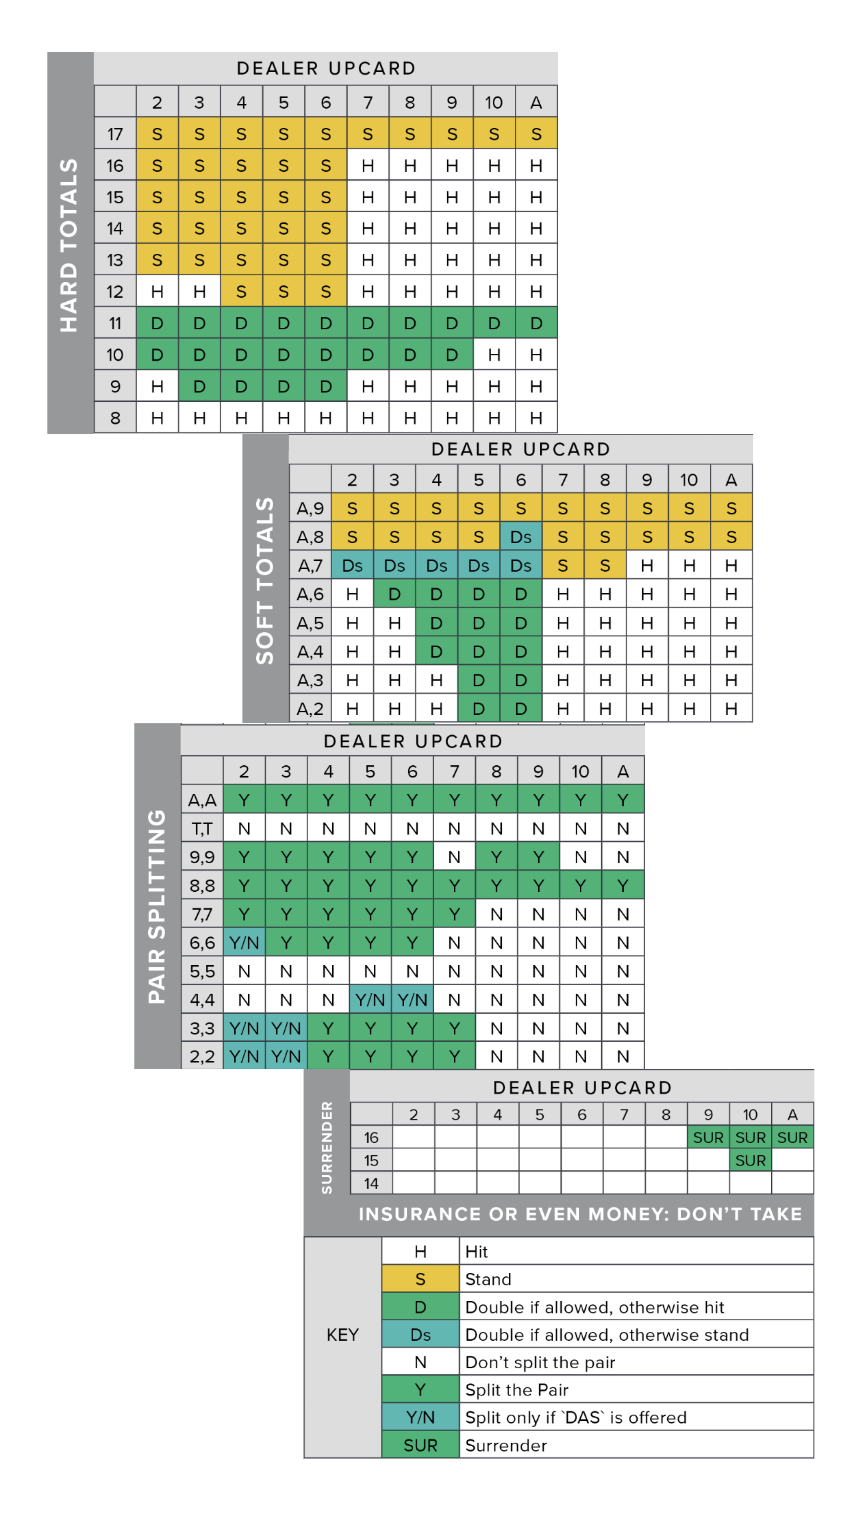 HARD TOTALS
DEALER UPCARD
2 3 4 5 6 7 8 9 10 A
17 S S S S S S S S S S
16 S S S S S H H H H H
15 S S S S S H H H H H
14 S S S S S H H H H H
13 S S S S S H H H H H
12 H H S S S H H H H H
11 D D D D D D D D D D
10 D D D D D D D D H H
9 H D D D D H H H H H
8 H H H H H H H H H H
SOFT TOTALS
DEALER UPCARD
2 3 4 5 6 7 8 9 10 A
A,9 S S S S S S S S S S
A,8 S S S S Ds S S S S S
A,7 Ds Ds Ds Ds Ds S S H H H
A,6 H D D D D H H H H H
A,5 H H D D D H H H H H
A,4 H H D D D H H H H H
A,3 H H H D D H H H H H
A,2 H H H D D H H H H H
PAIR SPLITTING
DEALER UPCARD
2 3 4 5 6 7 8 9 10 A
A,A Y Y Y Y Y Y Y Y Y Y
T,T N N N N N N N N N N
9,9 Y Y Y Y Y N Y Y N N
8,8 Y Y Y Y Y Y Y Y Y Y
7,7 Y Y Y Y Y Y N N N N
6,6 Y/N Y Y Y Y N N N N N
5,5 N N N N N N N N N N
4,4 N N N Y/N Y/N N N N N N
3,3 Y/N Y/N Y Y Y Y N N N N
2,2 Y/N Y/N Y Y Y Y N N N N
SURRENDER
DEALER UPCARD
2 3 4 5 6 7 8 9 10 A
16 SUR SUR SUR
15 SUR
14
INSURANCE OR EVEN MONEY: DON'T TAKE
KEY
H Hit
S Stand
D Double if allowed, otherwise hit
Ds Double if allowed, otherwise stand
N Don't split the pair
Y Split the Pair
Y/N Split only if `DAS` is offered
SUR Surrender